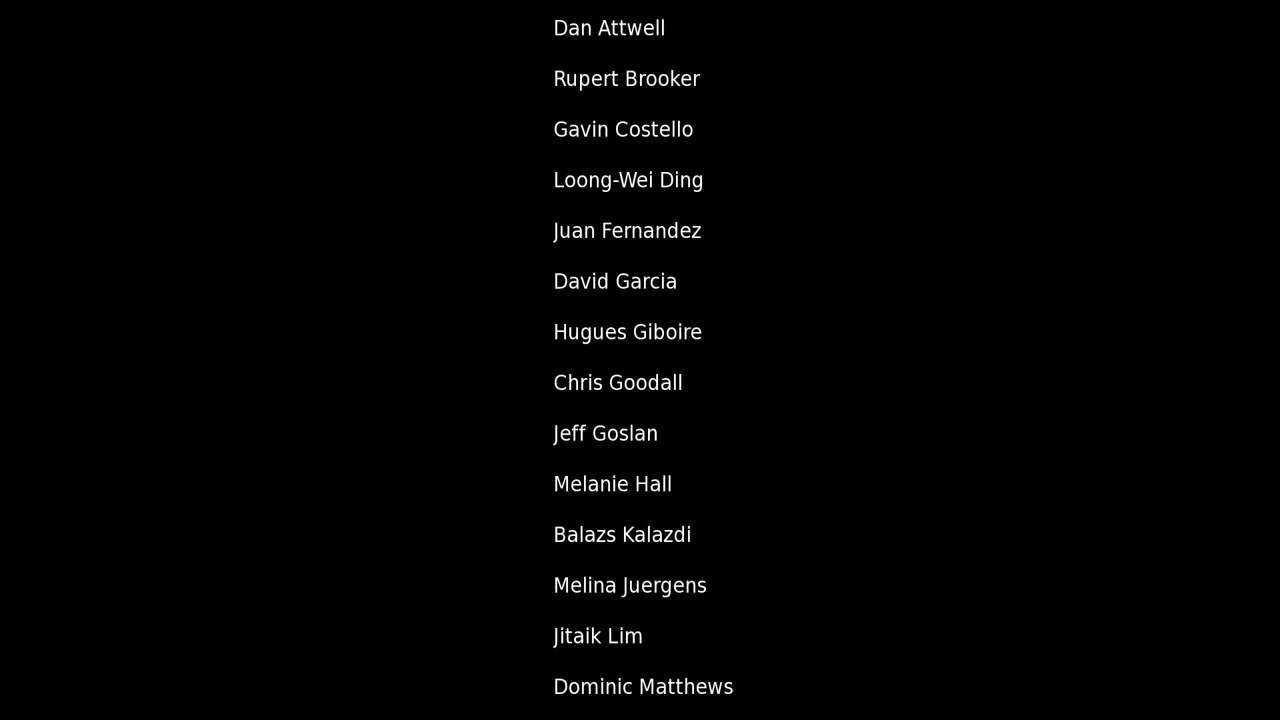 Dan Attwell
Rupert Brooker
Gavin Costello
Loong-Wei Ding
Juan Fernandez
David Garcia
Hugues Giboire
Chris Goodall
Jeff Goslan
Melanie Hall
Balazs Kalazdi
Melina Juergens
Jitaik Lim
Dominic Matthews